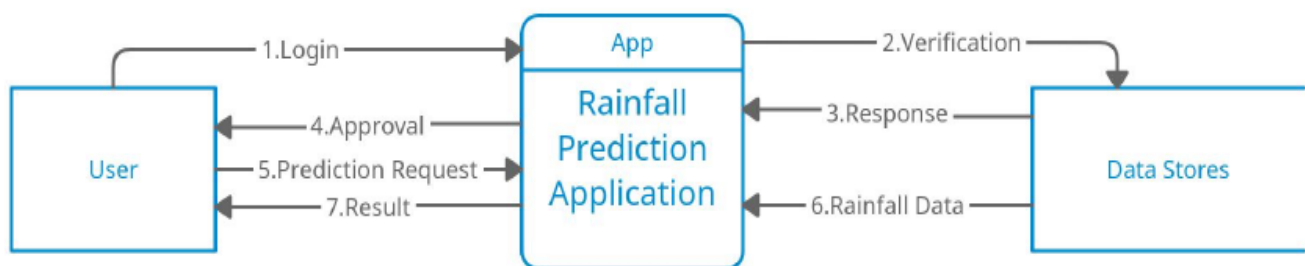 1.Login
App
2.Verification
Rainfall
Prediction
Application
4.Approval
3.Response
User
5.Prediction Request
Data Stores
7.Result
6.Rainfall Data